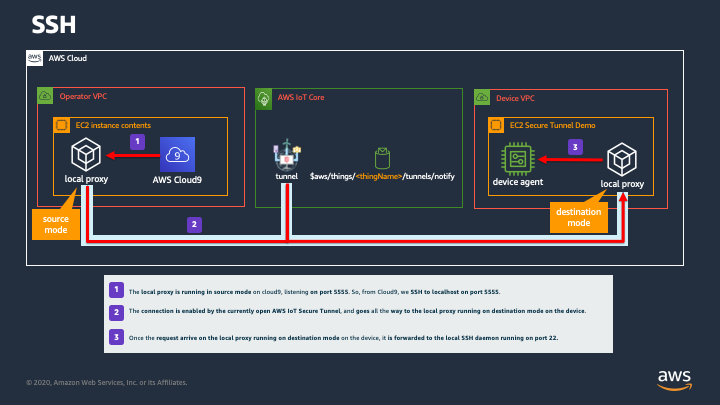 SSH
aws
AWS Cloud
Operator VPC
EC2 instance contents
1
9
local proxy
AWS Cloud9
source
mode
AWS IoT Core
tunnel
$aws/things/<thingName>/tunnels/notify
Device VPC
EC2 Secure Tunnel Demo
3
device agent
local proxy
destination
mode
2
1 The local proxy is running in source mode on cloud9, listening on port 5555. So, from Cloud9, we SSH to localhost on port 5555.
2 The connection is enabled by the currently open AWS IoT Secure Tunnel, and goes all the way to the local proxy running on destination mode on the device.
3 Once the request arrive on the local proxy running on destination mode on the device, it is forwarded to the local SSH daemon running on port 22.
© 2020, Amazon Web Services, Inc. or its Affiliates.
aws